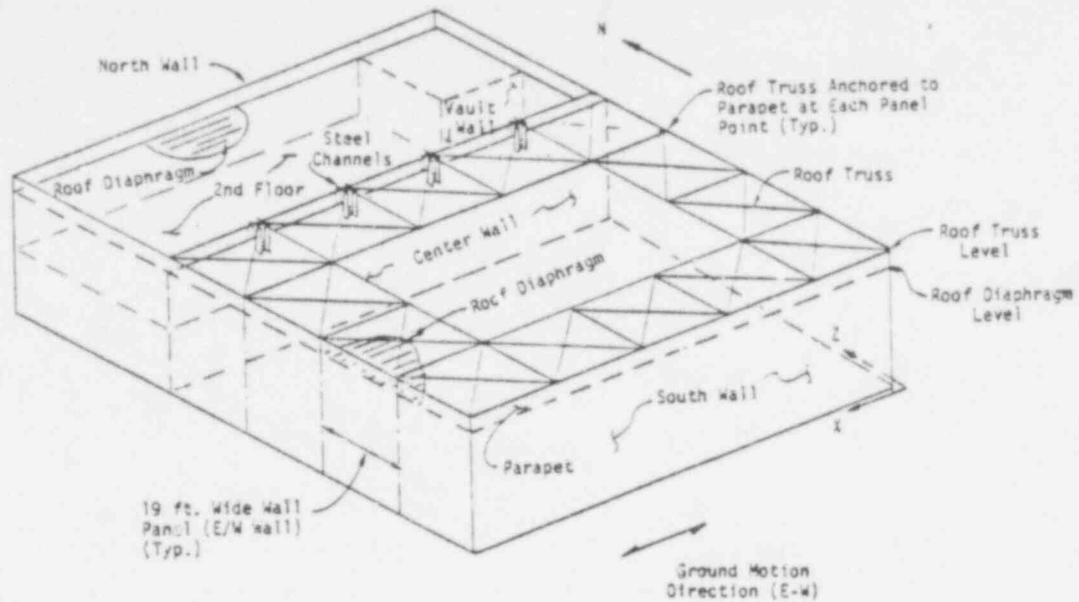 N
North Wall
Roof Truss Anchored to
Parapet at Each Panel
Point (Typ.)
Vault
Wall
Steel
Channels
Roof Diaphragm
2nd Floor
Roof Truss
Center Wall
Roof Truss
Level
Roof Diaphragm
Roof Diaphragm
Level
Z
South Wall
X
Parapet
19 ft. Wide Wall
Panel (E/W Wall)
(Typ.)
Ground Motion
Direction (E-W)